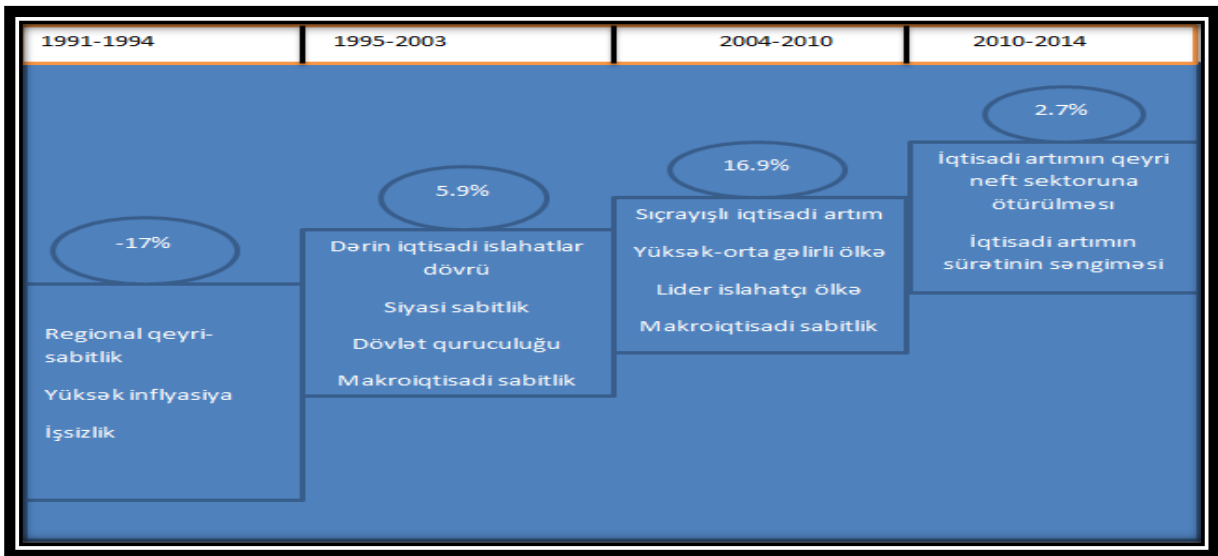 1991-1994
1995-2003
2004-2010
2010-2014
-17%
Regional qeyri-
sabitlik
Yüksək inflyasiya
İşsizlik
5.9%
Dərin iqtisadi islahatlar
dövrü
Siyasi sabitlik
Dövlət quruculuğu
Makroiqtisadi sabitlik
16.9%
Sıçrayışlı iqtisadi artım
Yüksək-orta gəlirli ölkə
Lider islahatçı ölkə
Makroiqtisadi sabitlik
2.7%
İqtisadi artımın qeyri
neft sektoruna
ötürülməsı
İqtisadi artımın
sürətinin səngiməsi